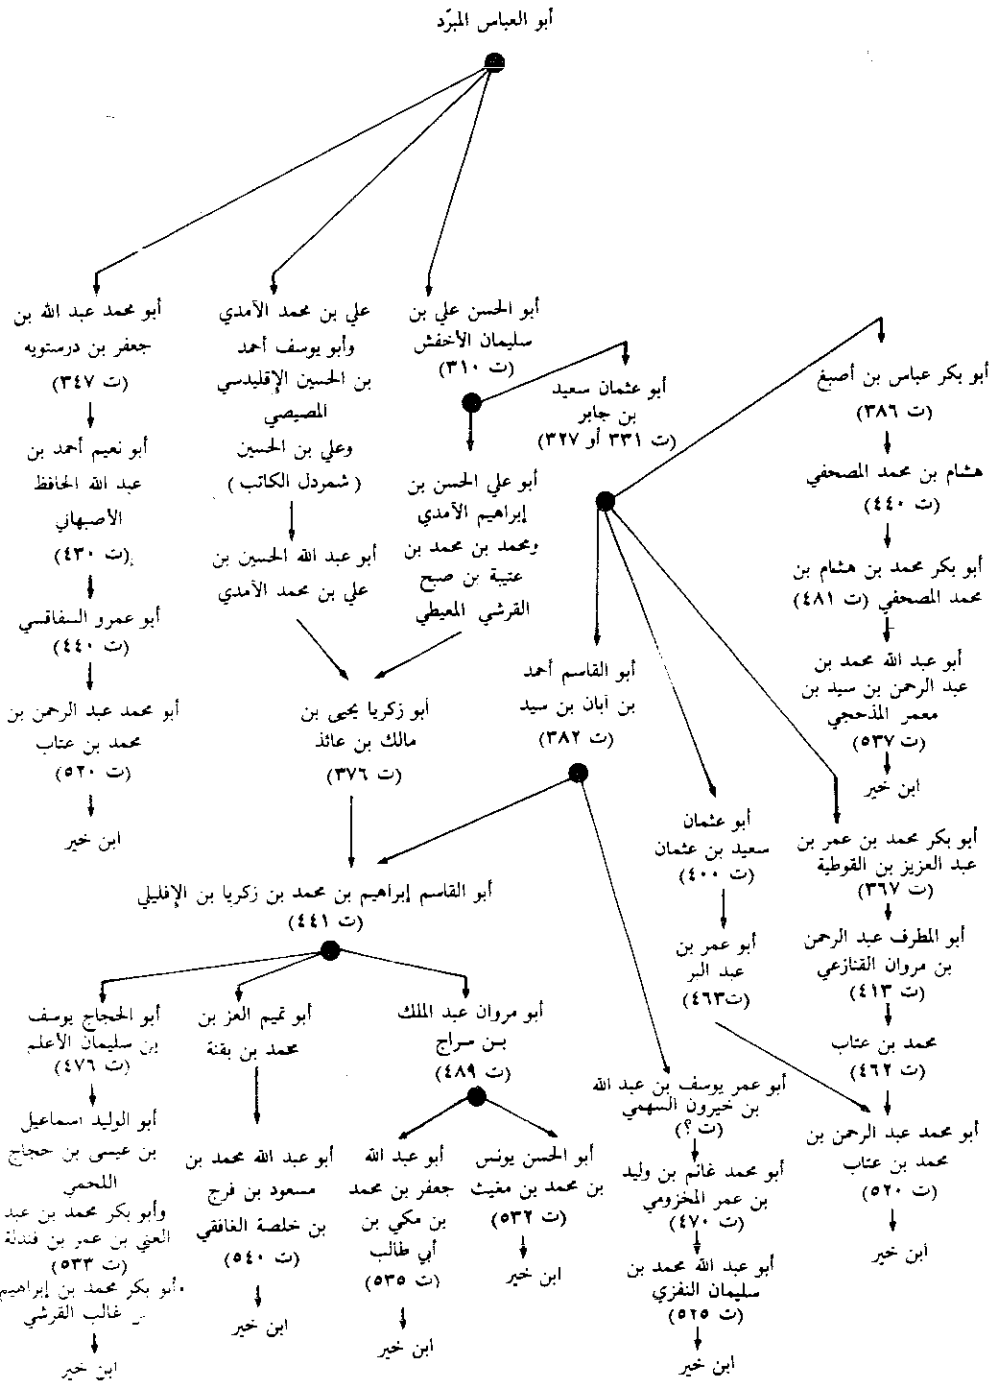 أبو العباس المبرّد
أبو الحسن علي بن
سليمان الأخفش
(ت ٣١٠)
علي بن محمد الآمدي
وأبو يوسف أحمد
بن الحسين الإقليدسي
المصيصي
وعلي بن الحسين
(شمردل الكاتب)
أبو محمد عبد الله بن
جعفر بن درستويه
(ت ٣٤٧)
أبو بكر عباس بن أصبغ
(ت ٣٨٦)
أبو عثمان سعيد
بن جابر
(ت ٣٣١ أو ٣٢٧)
أبو نعيم أحمد بن
عبد الله الحافظ
الأصبهاني
(ت ٤٣٠)
هشام بن محمد المصحفي
(ت ٤٤٠)
أبو علي الحسن بن
إبراهيم الآمدي
ومحمد بن محمد بن
عتيبة بن صبح
القرشي المعيطي
أبو عبد الله الحسين بن
علي بن محمد الآمدي
أبو بكر محمد بن هشام بن
محمد المصحفي (ت ٤٨١)
أبو عمرو السفاقسي
(ت ٤٤٠)
أبو عبد الله محمد بن
عبد الرحمن بن سيد بن
معمر المذحجي
(ت ٥٣٧)
ابن خير
أبو القاسم أحمد
بن أبان بن سيد
(ت ٣٨٢)
أبو زكريا يحيى بن
مالك بن عائذ
(ت ٣٧٦)
أبو محمد عبد الرحمن بن
محمد بن عتاب
(ت ٥٢٠)
ابن خير
أبو بكر محمد بن عمر بن
عبد العزيز بن القوطية
(ت ٣٦٧)
أبو عثمان
سعيد بن عثمان
(ت ٤٠٠)
أبو القاسم إبراهيم بن محمد بن زكريا بن الإفليلي
(ت ٤٤١)
أبو المطرف عبد الرحمن
بن مروان القنازعي
(ت ٤١٣)
أبو عمر بن
عبد البر
(ت٤٦٣)
أبو مروان عبد الملك
بن سراج
(ت ٤٨٩)
أبو تميم العز بن
محمد بن بقنة
أبو الحجاج يوسف
بن سليمان الأعلم
(ت ٤٧٦)
محمد بن عتاب
(ت ٤٦٢)
أبو عمر يوسف بن عبد الله
بن خيرون السهمي
(ت ؟)
أبو محمد عبد الرحمن بن
محمد بن عتاب
(ت ٥٢٠)
ابن خير
أبو محمد غانم بن وليد
بن عمر المخزومي
(ت ٤٧٠)
أبو عبد الله محمد بن
سليمان النفزي
(ت ٥٢٥)
ابن خير
أبو الحسن يونس
بن محمد بن مغيث
(ت ٥٣٢)
ابن خير
أبو عبد الله
جعفر بن محمد
بن مكي بن
أبي طالب
(ت ٥٣٥)
ابن خير
أبو عبد الله محمد بن
مسعود بن فرج
بن خلصة الغافقي
(ت ٥٤٠)
ابن خير
أبو الوليد اسماعيل
بن عيسى بن حجاج
اللخمي
وأبو بكر محمد بن عبد
الغني بن عمر بن فندلة
(ت ٥٣٣)
وأبو بكر محمد بن إبراهيم
بن غالب القرشي
ابن خير